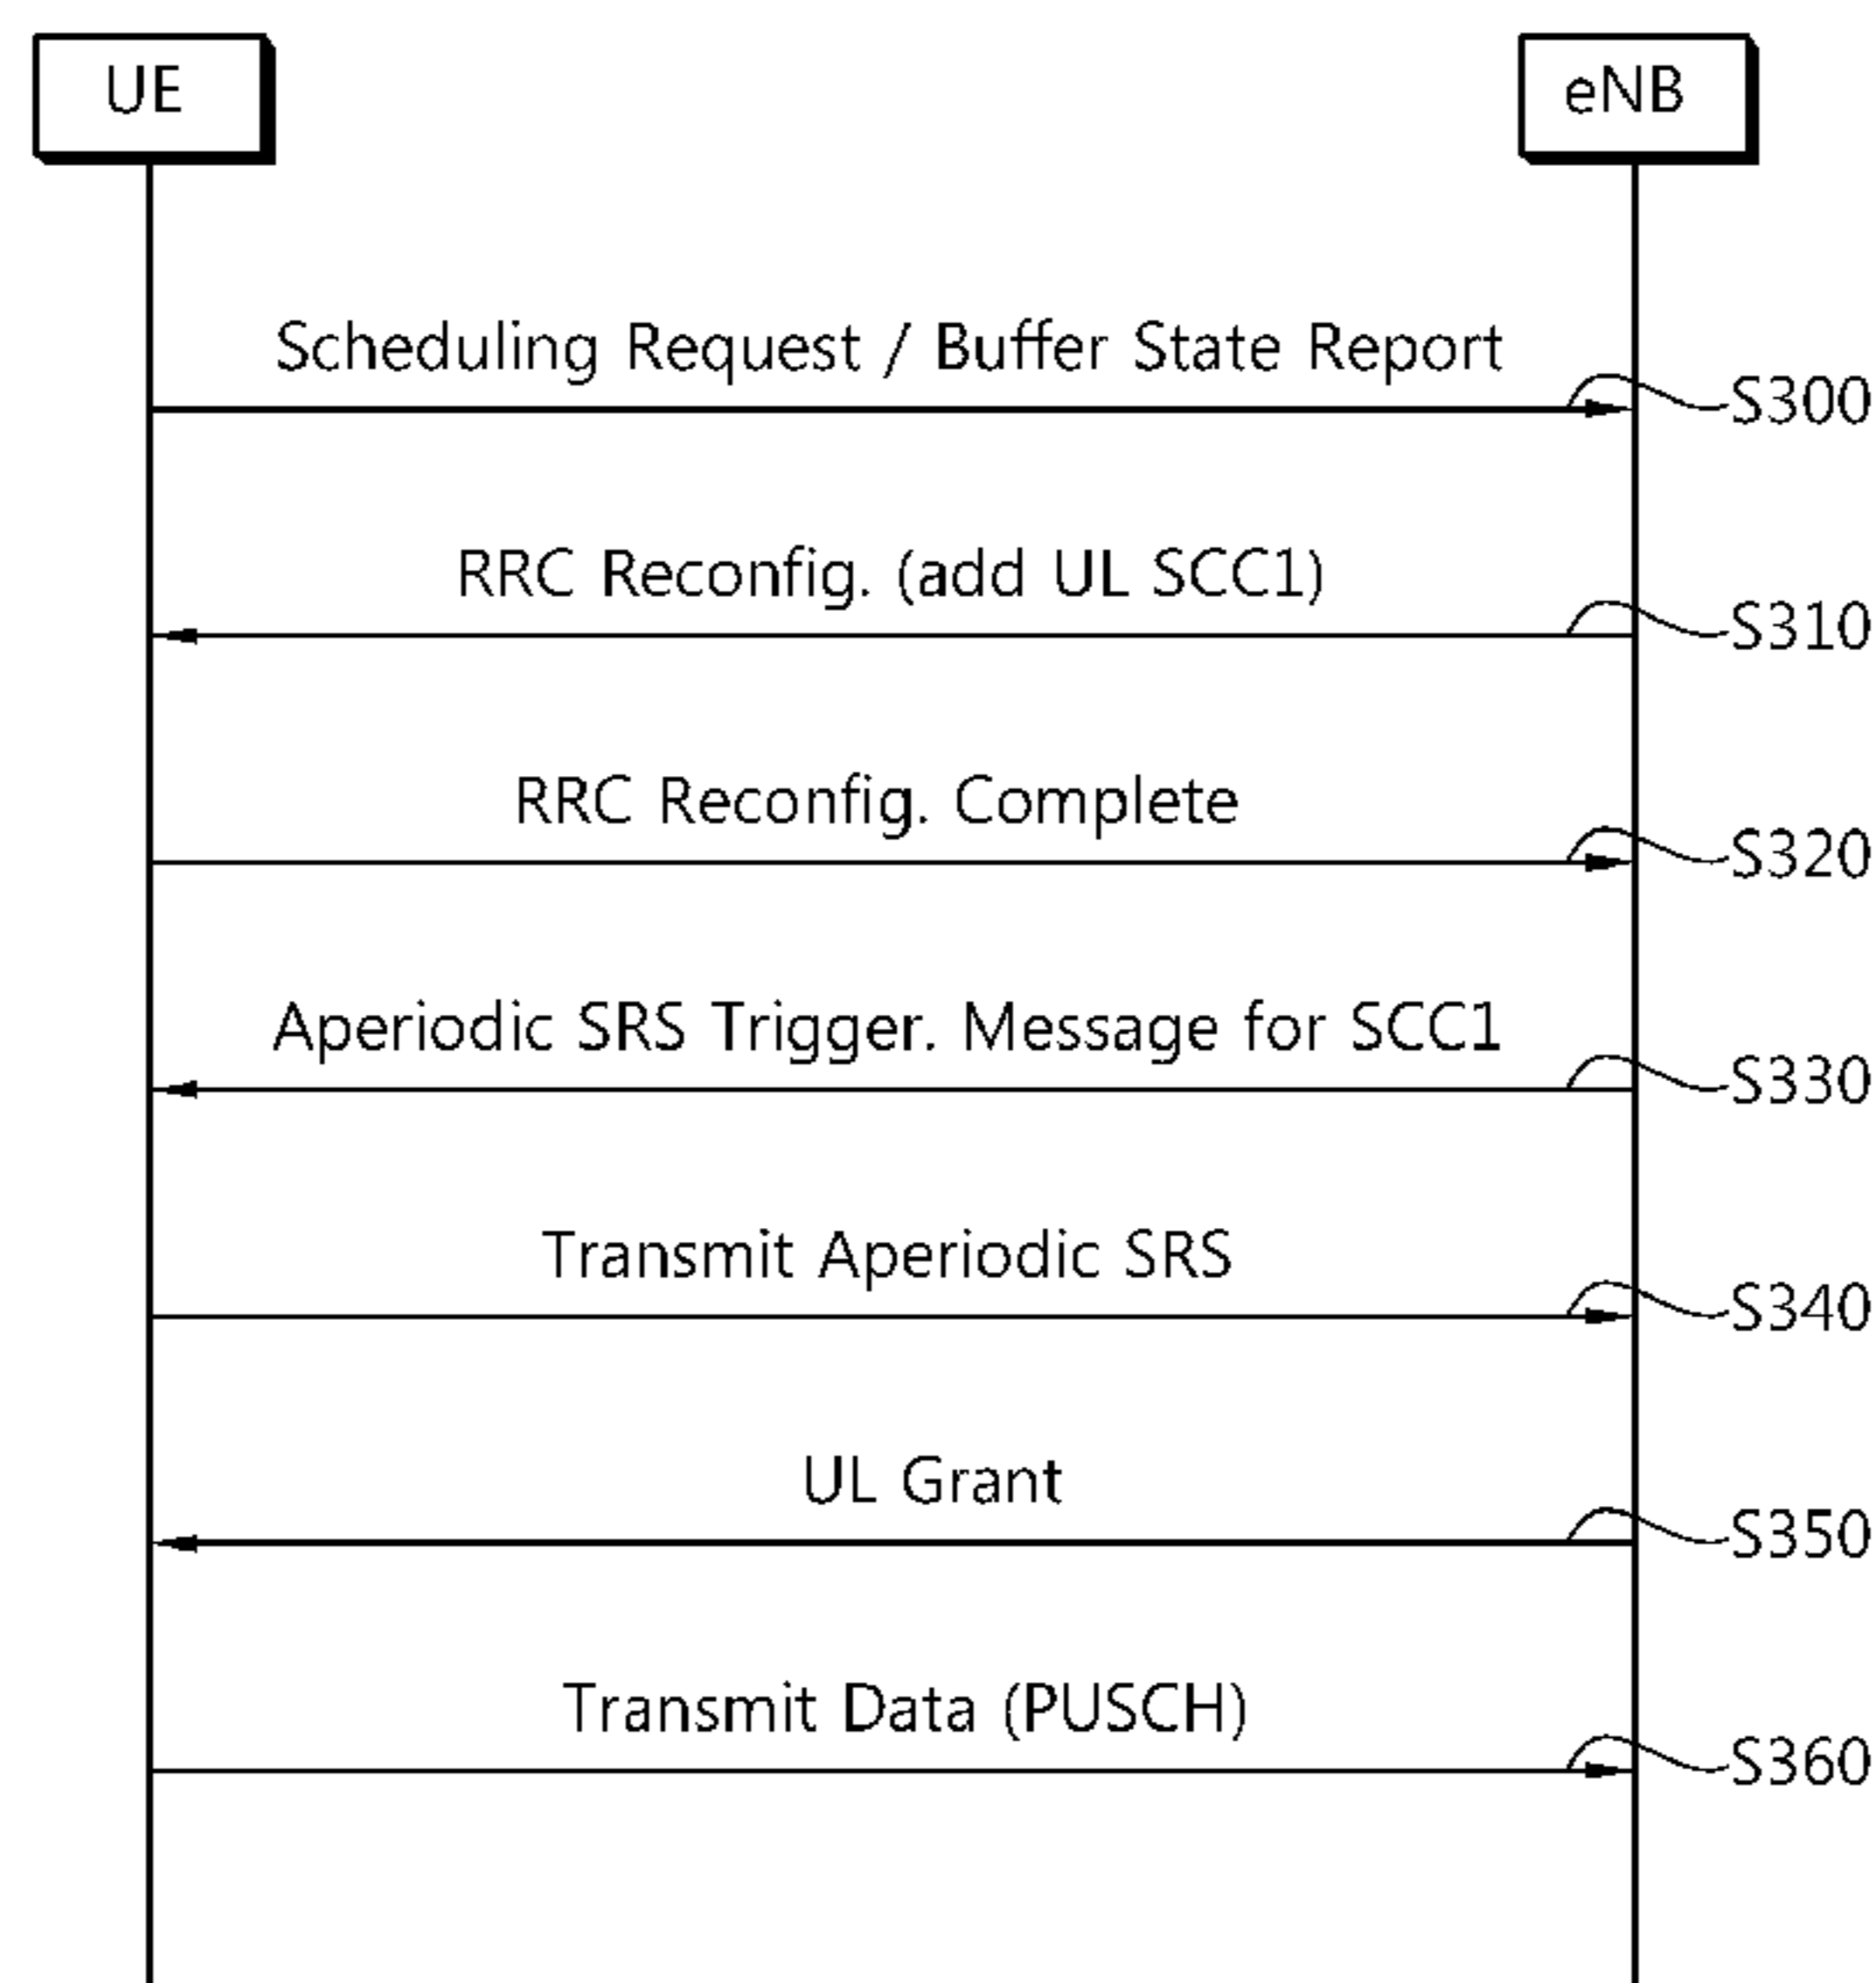 UE
eNB
Scheduling Request / Buffer State Report
S300
RRC Reconfig. (add UL SCC1)
S310
RRC Reconfig. Complete
S320
Aperiodic SRS Trigger. Message for SCC1
S330
Transmit Aperiodic SRS
S340
UL Grant
S350
Transmit Data (PUSCH)
S360